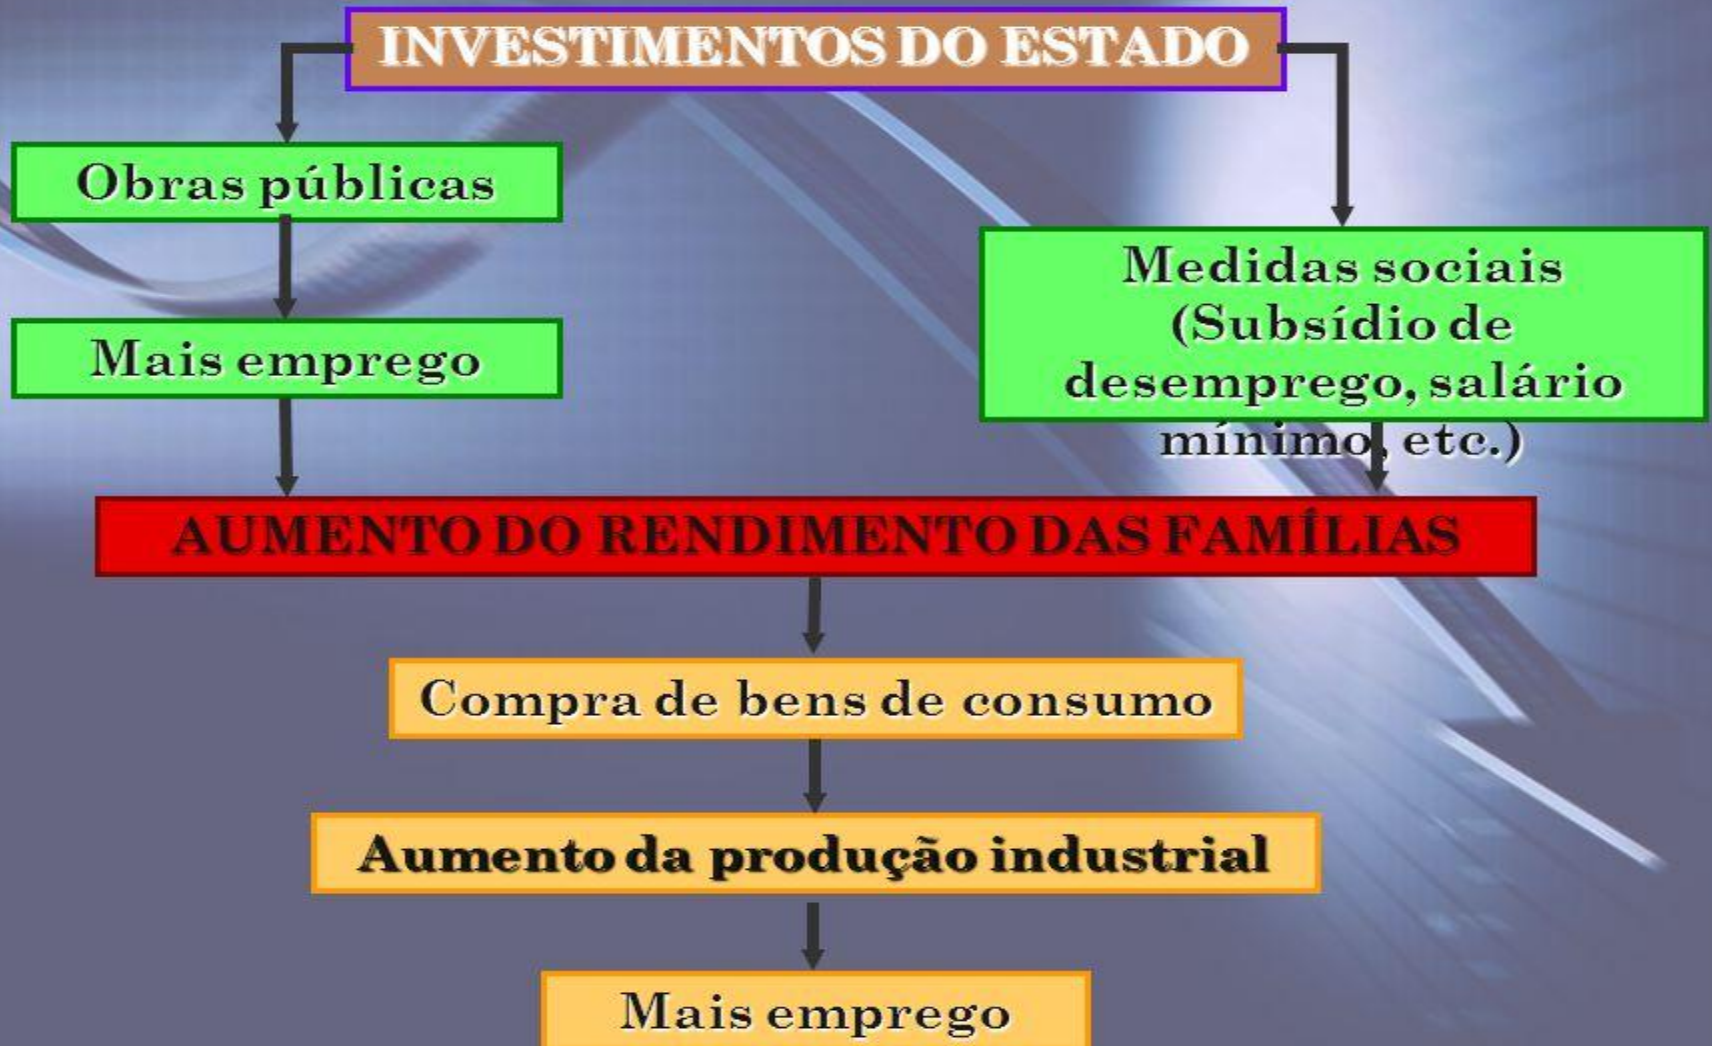 INVESTIMENTOS DO ESTADO
Obras públicas
Mais emprego
Medidas sociais
(Subsídio de
desemprego, salário
mínimo, etc.)
AUMENTO DO RENDIMENTO DAS FAMÍLIAS
Compra de bens de consumo
Aumento da produção industrial
Mais emprego